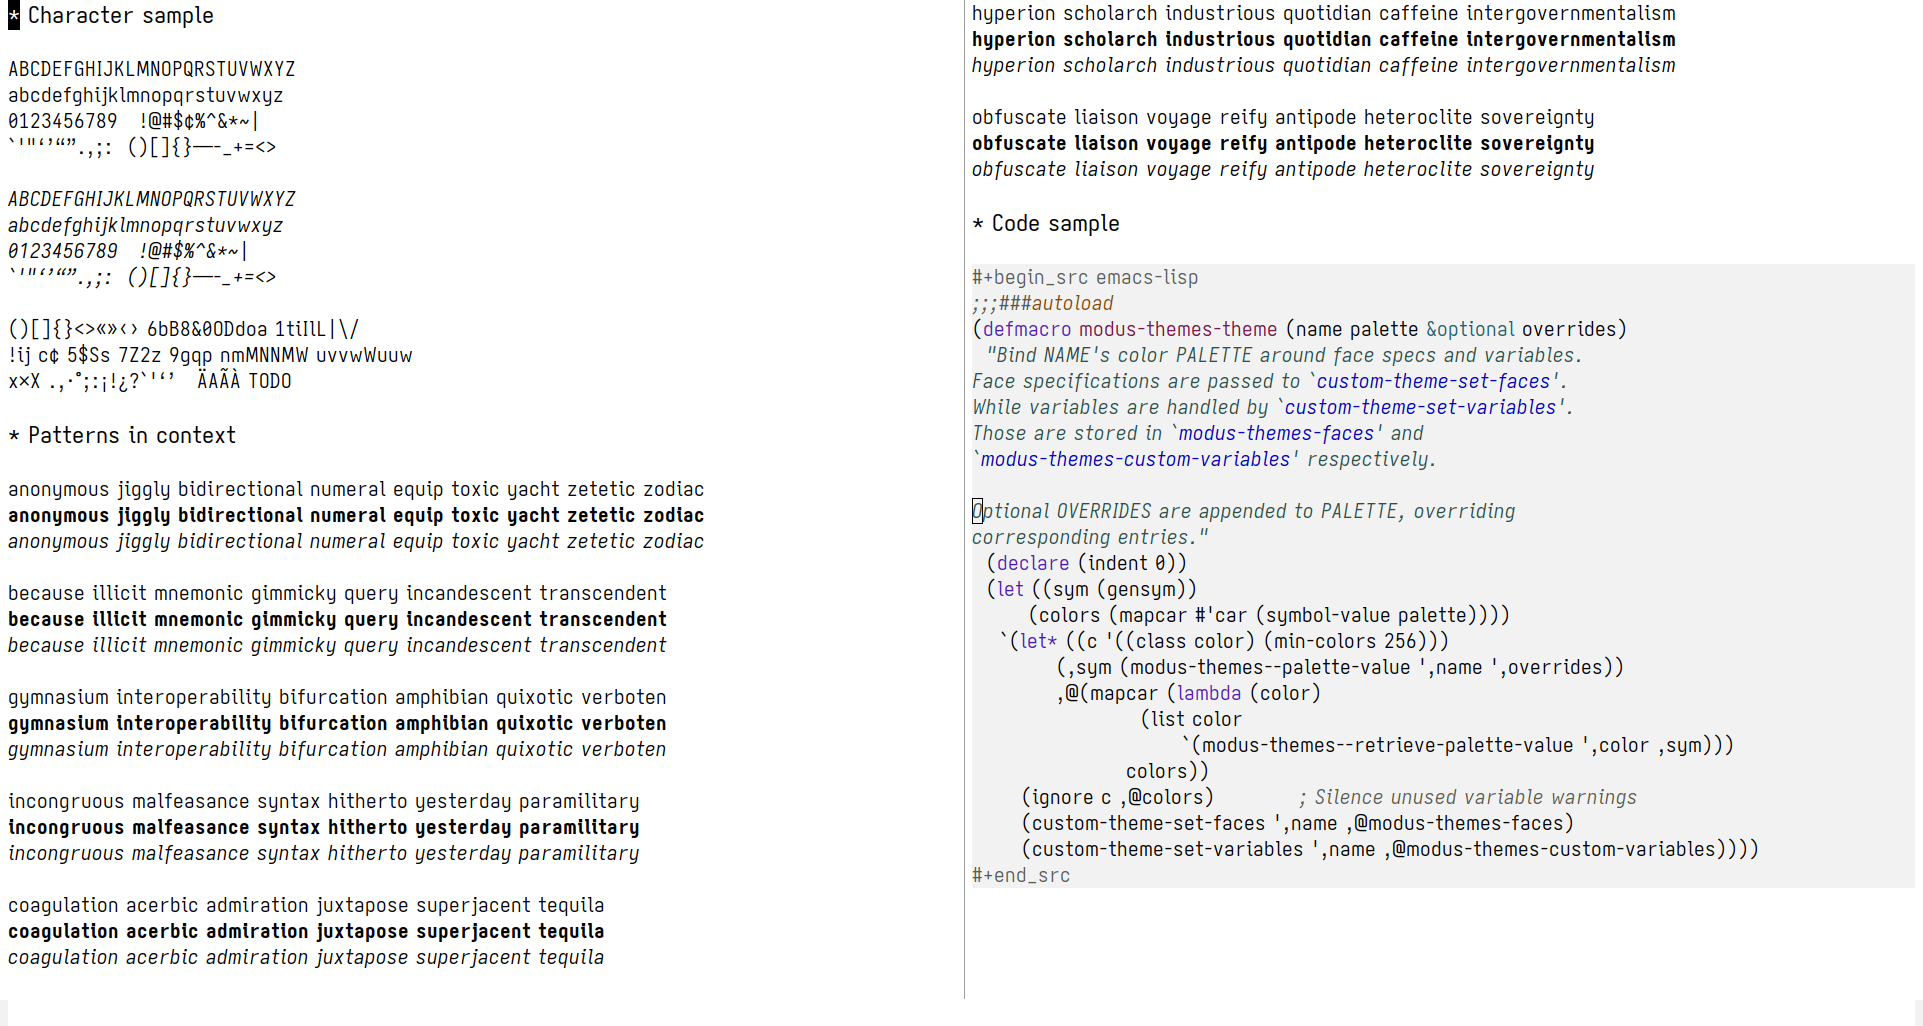 * Character sample

ABCDEFGHIJKLMNOPQRSTUVWXYZ
abcdefghijklmnopqrstuvwxyz
0123456789  !@#$¢%^&*~|
`'"‘’“”.,;:  ()[]{}—–-_+=<>

ABCDEFGHIJKLMNOPQRSTUVWXYZ
abcdefghijklmnopqrstuvwxyz
0123456789  !@#$%^&*~|
`'"‘’“”.,;:  ()[]{}—–-_+=<>

()[]{}<>«»‹› 6bB8&0ODdoa 1tiIlL|\/
!ij c¢ 5$Ss 7Z2z 9gqp nmMNNMW uvvwWuuw
x×X .,·°;:¡!¿?`'‘’  ÄAÃÀ TODO

* Patterns in context

anonymous jiggly bidirectional numeral equip toxic yacht zetetic zodiac
anonymous jiggly bidirectional numeral equip toxic yacht zetetic zodiac
anonymous jiggly bidirectional numeral equip toxic yacht zetetic zodiac

because illicit mnemonic gimmicky query incandescent transcendent
because illicit mnemonic gimmicky query incandescent transcendent
because illicit mnemonic gimmicky query incandescent transcendent

gymnasium interoperability bifurcation amphibian quixotic verboten
gymnasium interoperability bifurcation amphibian quixotic verboten
gymnasium interoperability bifurcation amphibian quixotic verboten

incongruous malfeasance syntax hitherto yesterday paramilitary
incongruous malfeasance syntax hitherto yesterday paramilitary
incongruous malfeasance syntax hitherto yesterday paramilitary

coagulation acerbic admiration juxtapose superjacent tequila
coagulation acerbic admiration juxtapose superjacent tequila
coagulation acerbic admiration juxtapose superjacent tequila

hyperion scholarch industrious quotidian caffeine intergovernmentalism
hyperion scholarch industrious quotidian caffeine intergovernmentalism
hyperion scholarch industrious quotidian caffeine intergovernmentalism

obfuscate liaison voyage reify antipode heteroclite sovereignty
obfuscate liaison voyage reify antipode heteroclite sovereignty
obfuscate liaison voyage reify antipode heteroclite sovereignty

* Code sample

#+begin_src emacs-lisp
;;;###autoload
(defmacro modus-themes-theme (name palette &optional overrides)
  "Bind NAME's color PALETTE around face specs and variables.
Face specifications are passed to `custom-theme-set-faces'.
While variables are handled by `custom-theme-set-variables'.
Those are stored in `modus-themes-faces' and
`modus-themes-custom-variables' respectively.

Optional OVERRIDES are appended to PALETTE, overriding
corresponding entries."
  (declare (indent 0))
  (let ((sym (gensym))
        (colors (mapcar #'car (symbol-value palette))))
    `(let* ((c '((class color) (min-colors 256)))
            (,sym (modus-themes--palette-value ',name ',overrides))
            ,@(mapcar (lambda (color)
                        (list color
                              `(modus-themes--retrieve-palette-value ',color ,sym)))
                      colors))
       (ignore c ,@colors)            ; Silence unused variable warnings
       (custom-theme-set-faces ',name ,@modus-themes-faces)
       (custom-theme-set-variables ',name ,@modus-themes-custom-variables))))
#+end_src